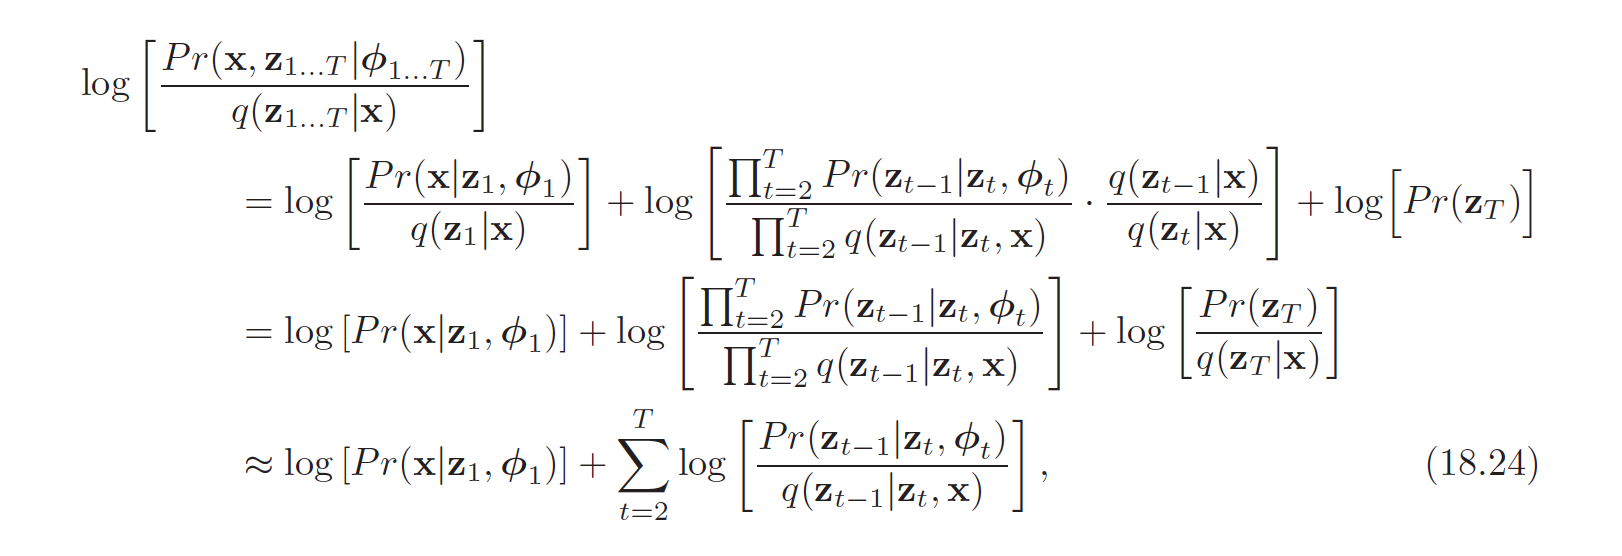 log [ Pr(x, z_{1...T}|ϕ_{1...T}) / q(z_{1...T}|x) ]
= log [ Pr(x|z_1, ϕ_1) / q(z_1|x) ] + log [ ∏_{t=2}^{T} Pr(z_{t−1}|z_t, ϕ_t) / ∏_{t=2}^{T} q(z_{t−1}|z_t, x) · q(z_{t−1}|x) / q(z_t|x) ] + log[ Pr(z_T) ]
= log [Pr(x|z_1, ϕ_1)] + log [ ∏_{t=2}^{T} Pr(z_{t−1}|z_t, ϕ_t) / ∏_{t=2}^{T} q(z_{t−1}|z_t, x) ] + log [ Pr(z_T) / q(z_T|x) ]
≈ log [Pr(x|z_1, ϕ_1)] + ∑_{t=2}^{T} log [ Pr(z_{t−1}|z_t, ϕ_t) / q(z_{t−1}|z_t, x) ] , (18.24)